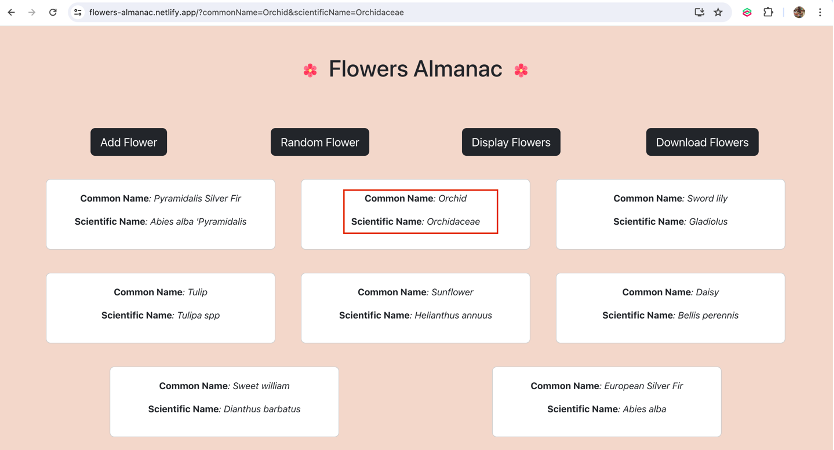 flowers-almanac.netlify.app/?commonName=Orchid&scientificName=Orchidaceae
Flowers Almanac
Add Flower
Random Flower
Display Flowers
Download Flowers
Common Name: Pyramidalis Silver Fir
Scientific Name: Abies alba 'Pyramidalis
Common Name: Orchid
Scientific Name: Orchidaceae
Common Name: Sword lily
Scientific Name: Gladiolus
Common Name: Tulip
Scientific Name: Tulipa spp
Common Name: Sunflower
Scientific Name: Helianthus annuus
Common Name: Daisy
Scientific Name: Bellis perennis
Common Name: Sweet william
Scientific Name: Dianthus barbatus
Common Name: European Silver Fir
Scientific Name: Abies alba